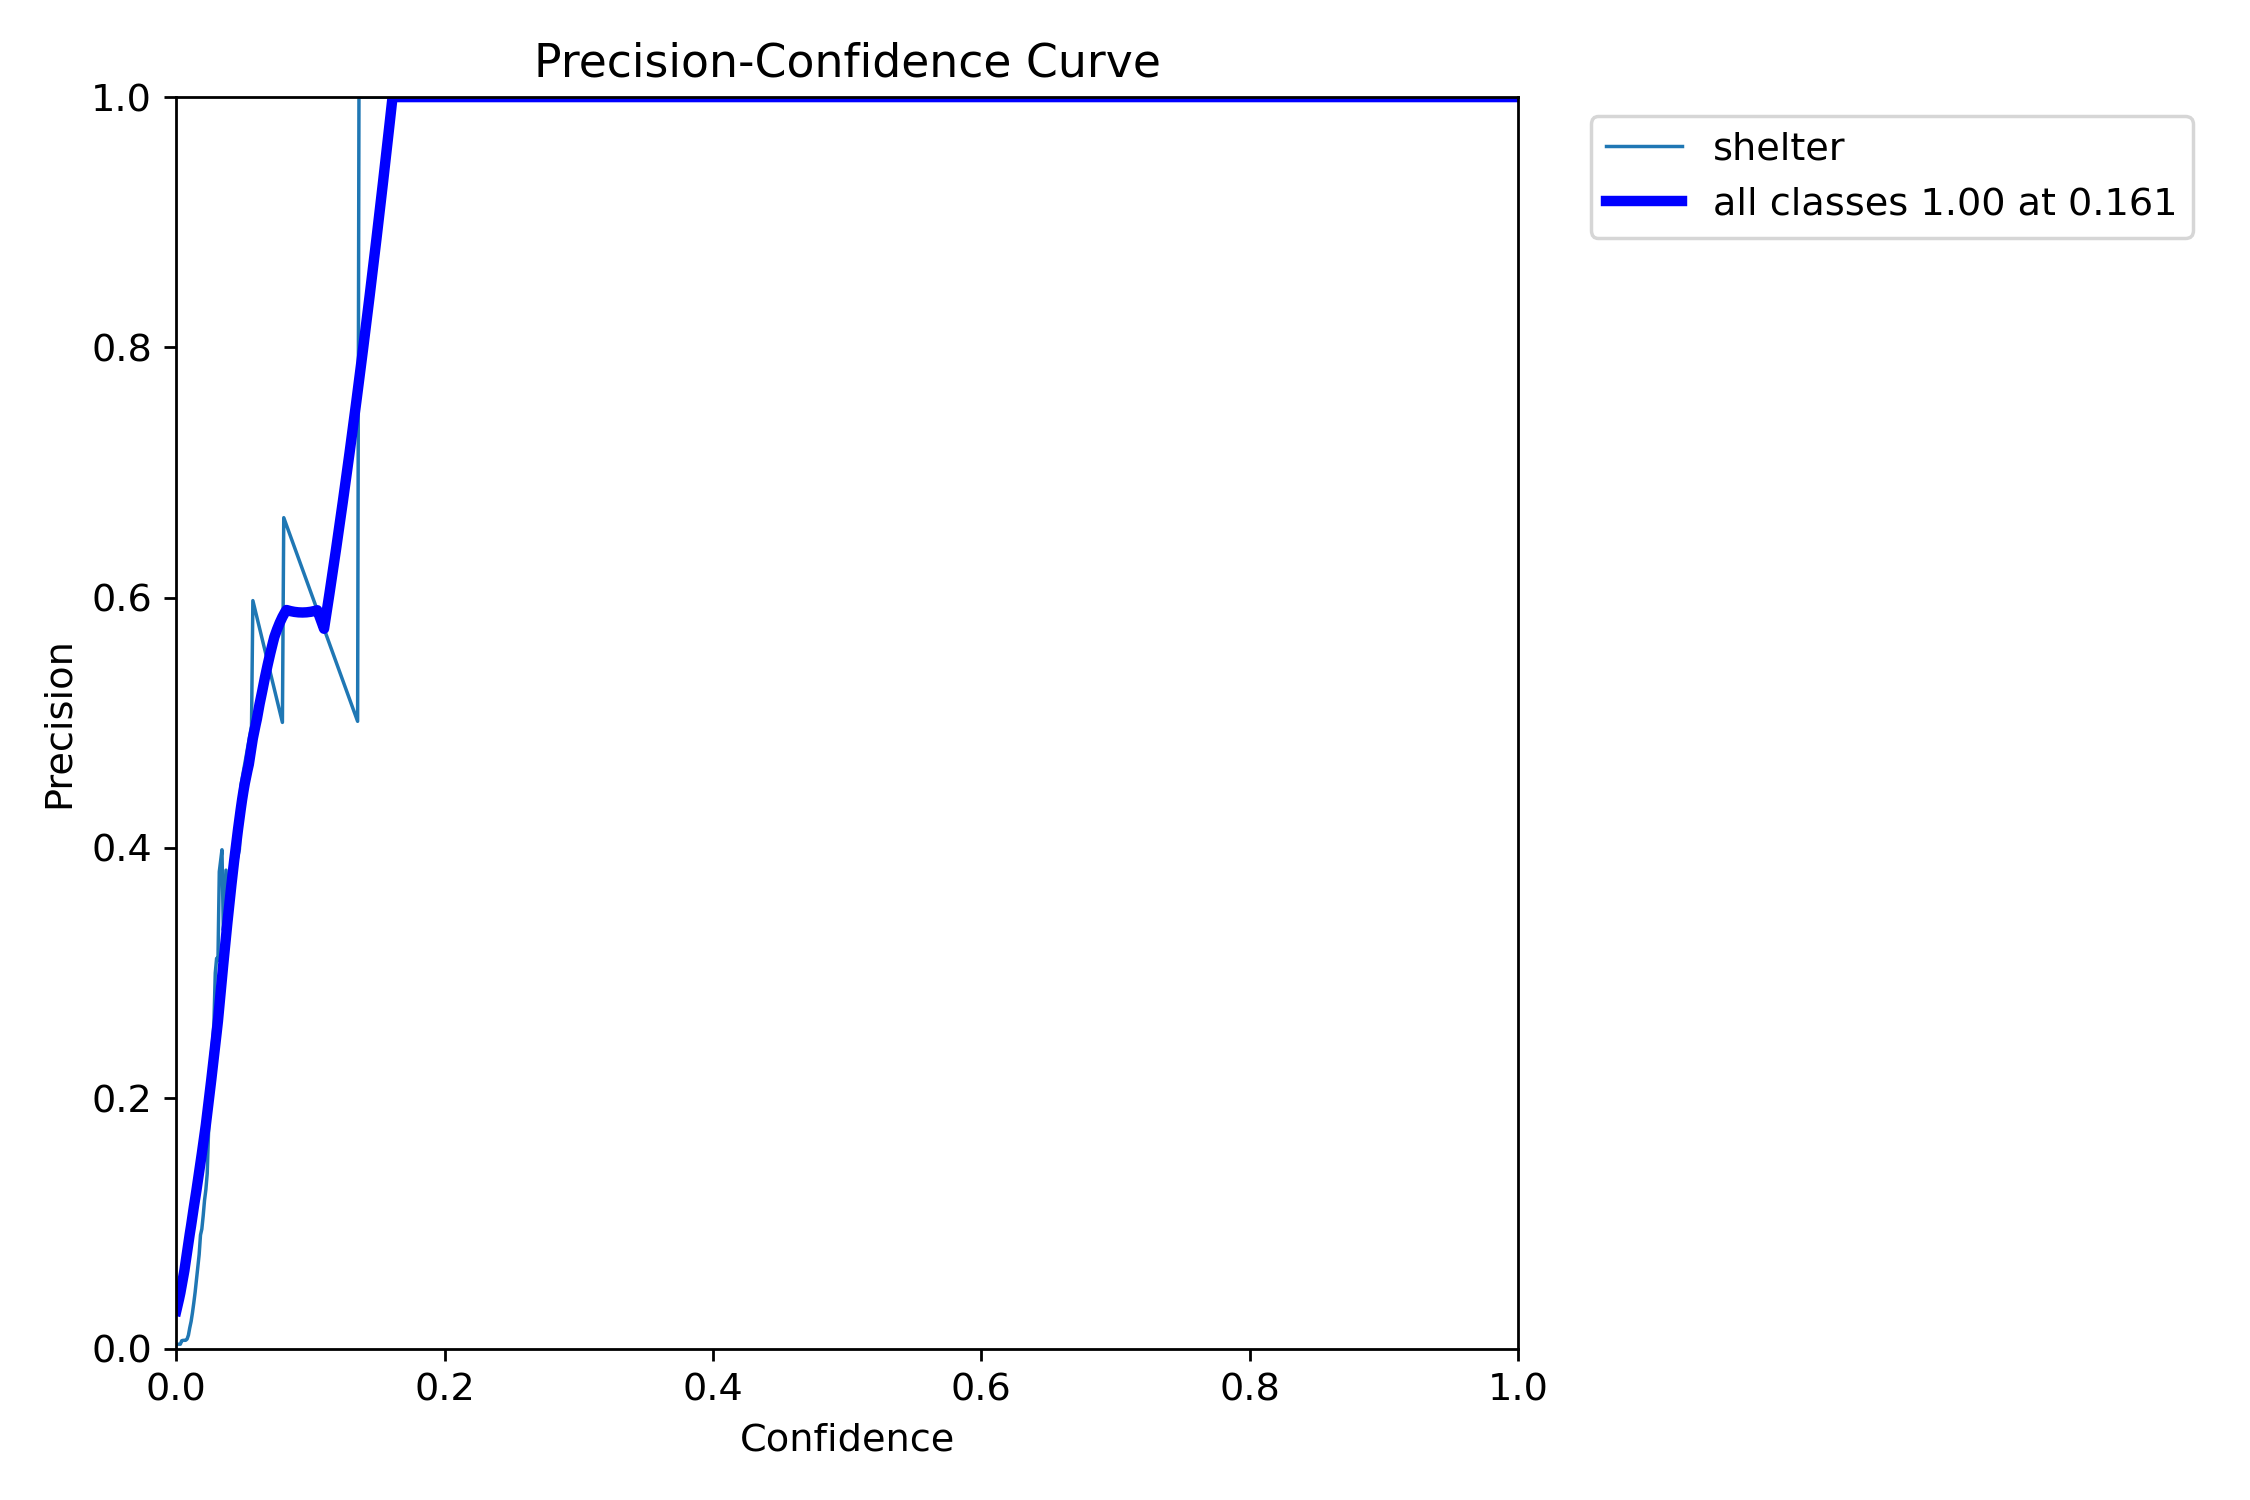 Precision-Confidence Curve
1.0
0.8
0.6
0.4
0.2
0.0
Precision
0.0 0.2 0.4 0.6 0.8 1.0
Confidence
shelter
all classes 1.00 at 0.161